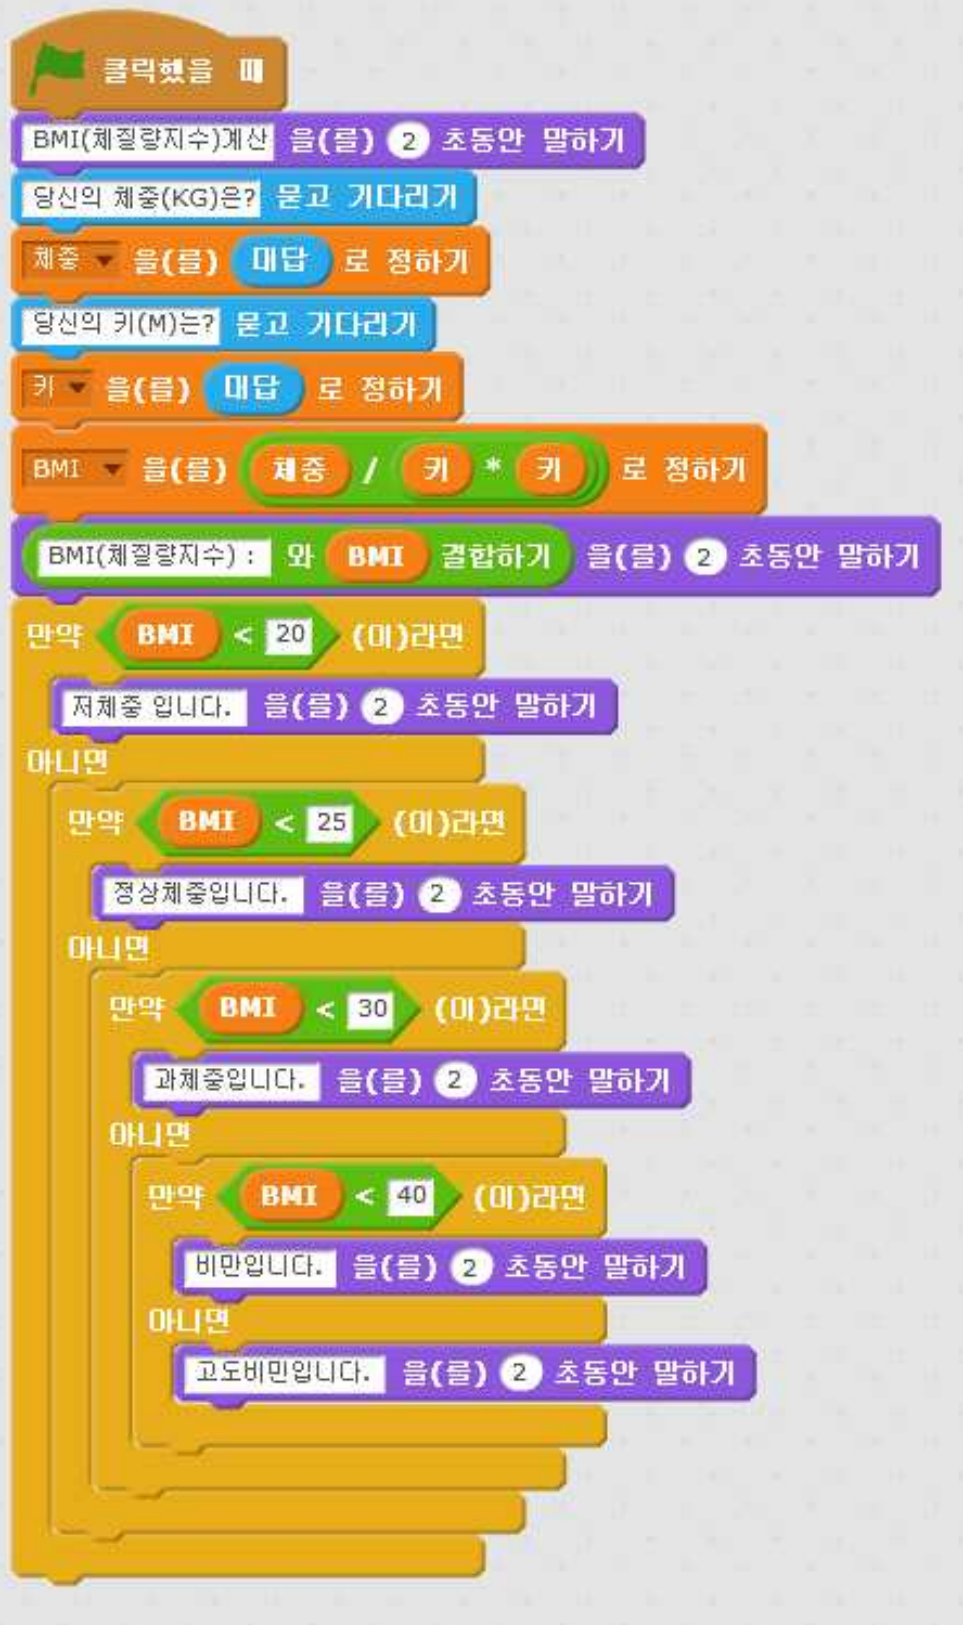 클릭했을 때
BMI(체질량지수)계산 을(를) 2 초동안 말하기
당신의 체중(KG)은? 묻고 기다리기
체중 을(를) 대답 로 정하기
당신의 키(M)는? 묻고 기다리기
키 을(를) 대답 로 정하기
BMI 을(를) 체중 / 키 * 키 로 정하기
BMI(체질량지수) : 와 BMI 결합하기 을(를) 2 초동안 말하기
만약 BMI < 20 (이)라면
저체중 입니다. 을(를) 2 초동안 말하기
아니면
만약 BMI < 25 (이)라면
정상체중입니다. 을(를) 2 초동안 말하기
아니면
만약 BMI < 30 (이)라면
과체중입니다. 을(를) 2 초동안 말하기
아니면
만약 BMI < 40 (이)라면
비만입니다. 을(를) 2 초동안 말하기
아니면
고도비민입니다. 을(를) 2 초동안 말하기